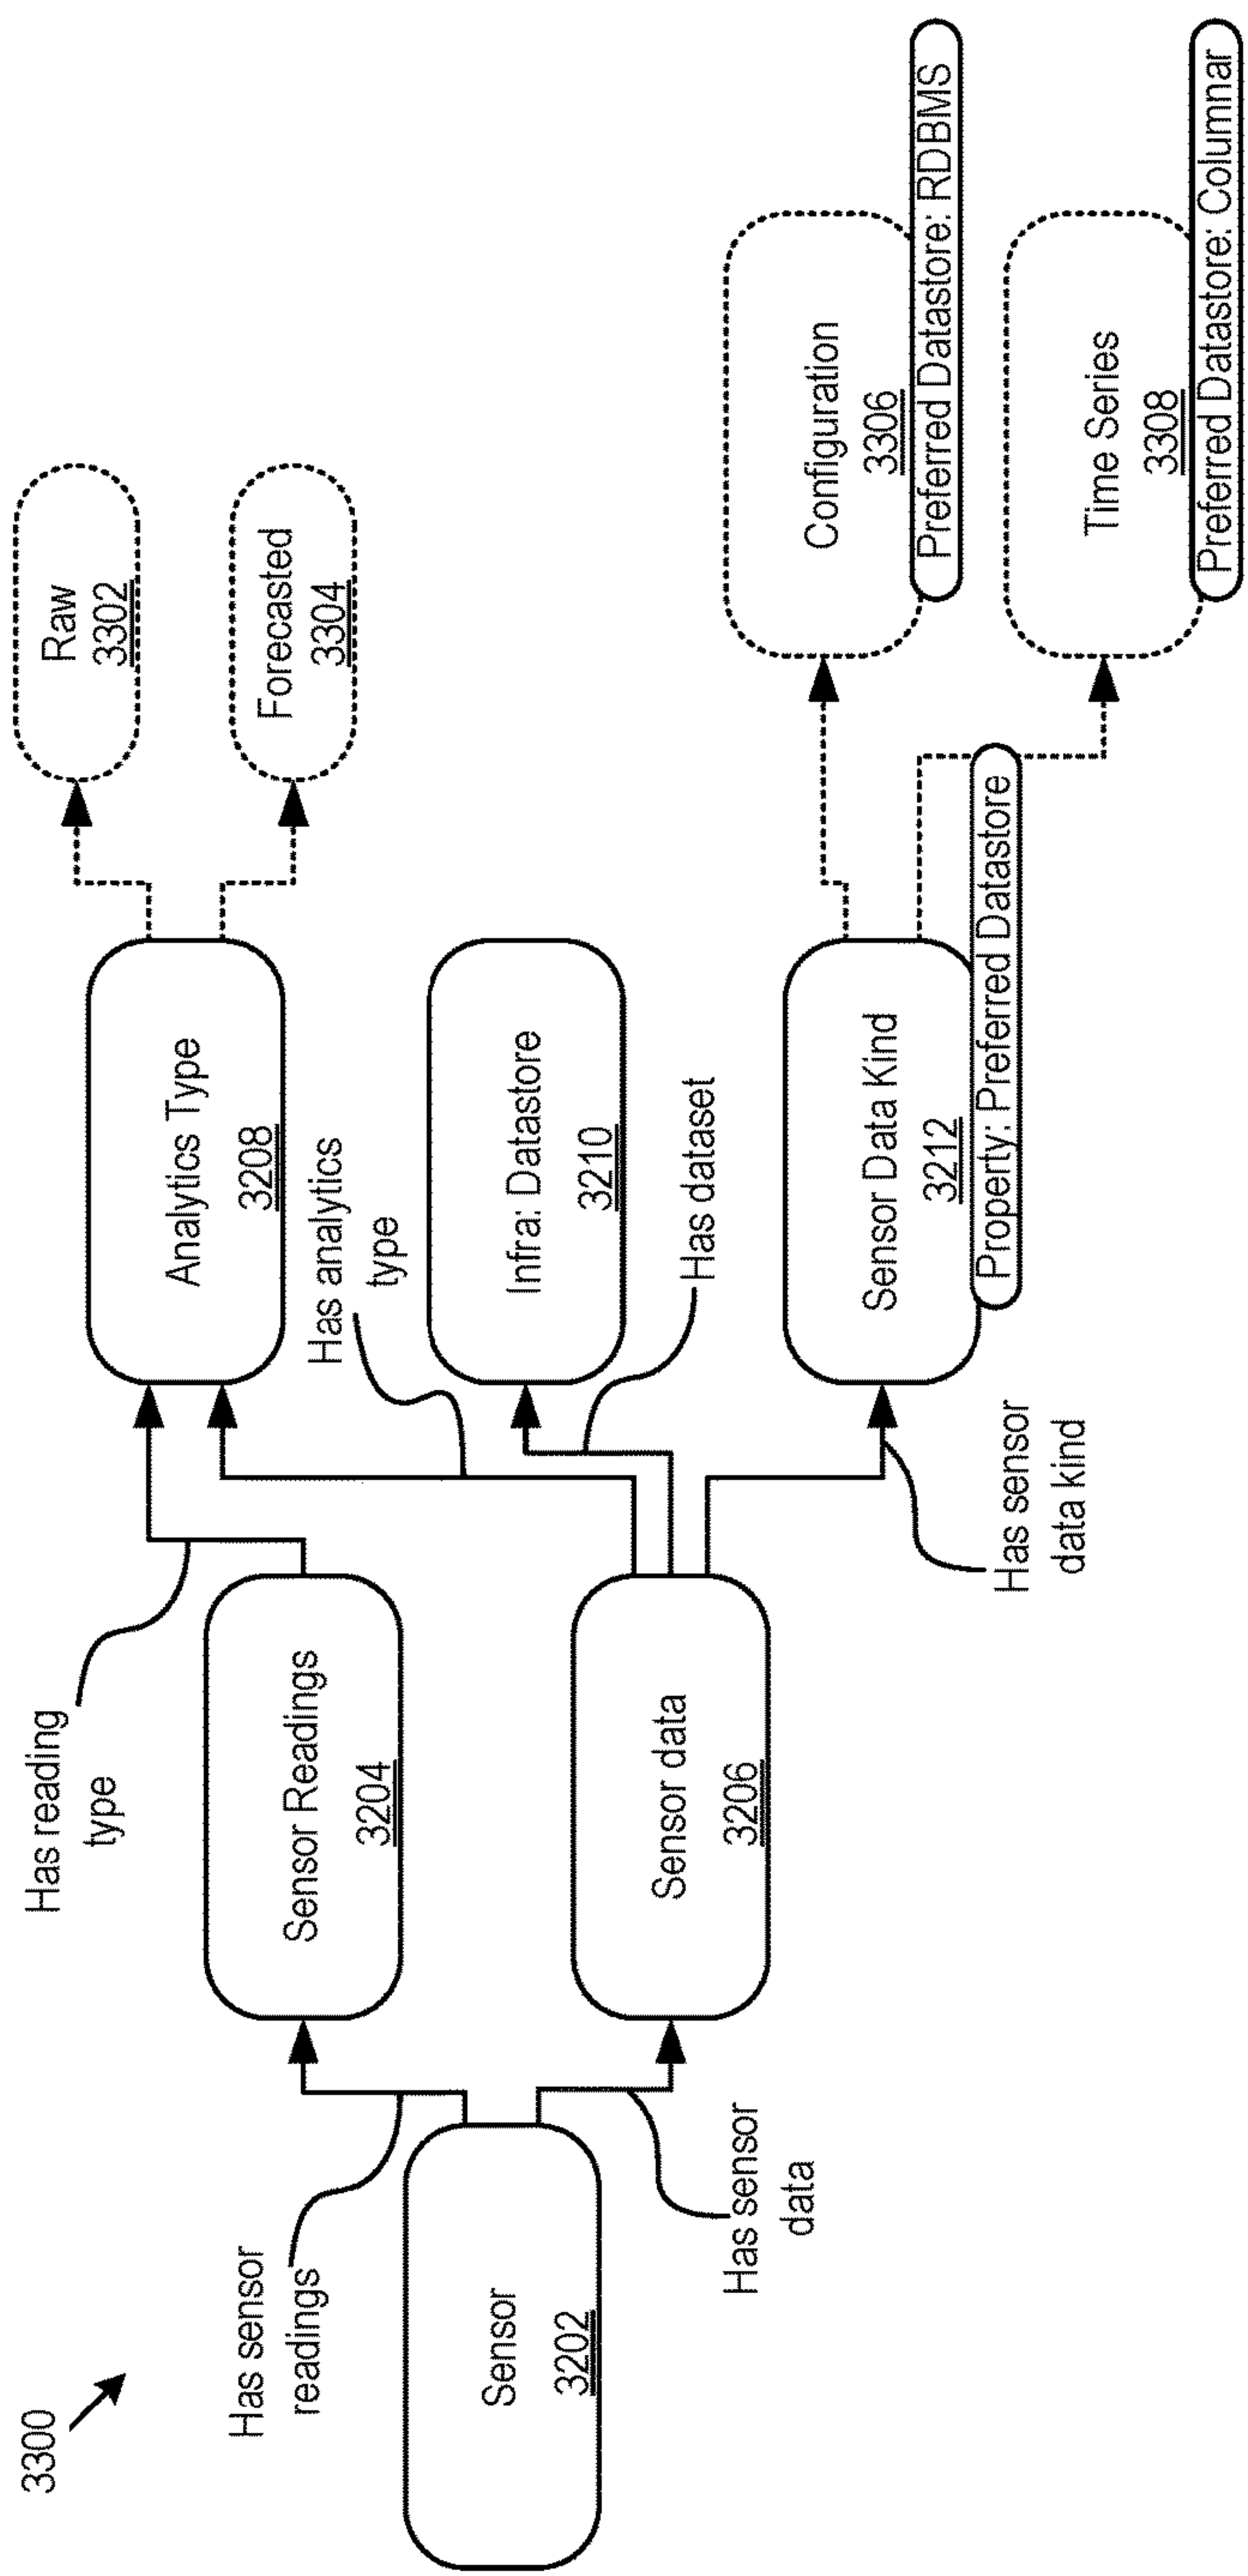 3300
Has sensor
readings
Sensor
3202
Has sensor
data
Has reading
type
Sensor Readings
3204
Sensor data
3206
Has sensor
data kind
Analytics Type
3208
Has analytics
type
Infra: Datastore
3210
Has dataset
Sensor Data Kind
3212
Property: Preferred Datastore
Raw
3302
Forecasted
3304
Configuration
3306
Preferred Datastore: RDBMS
Time Series
3308
Preferred Datastore: Columnar